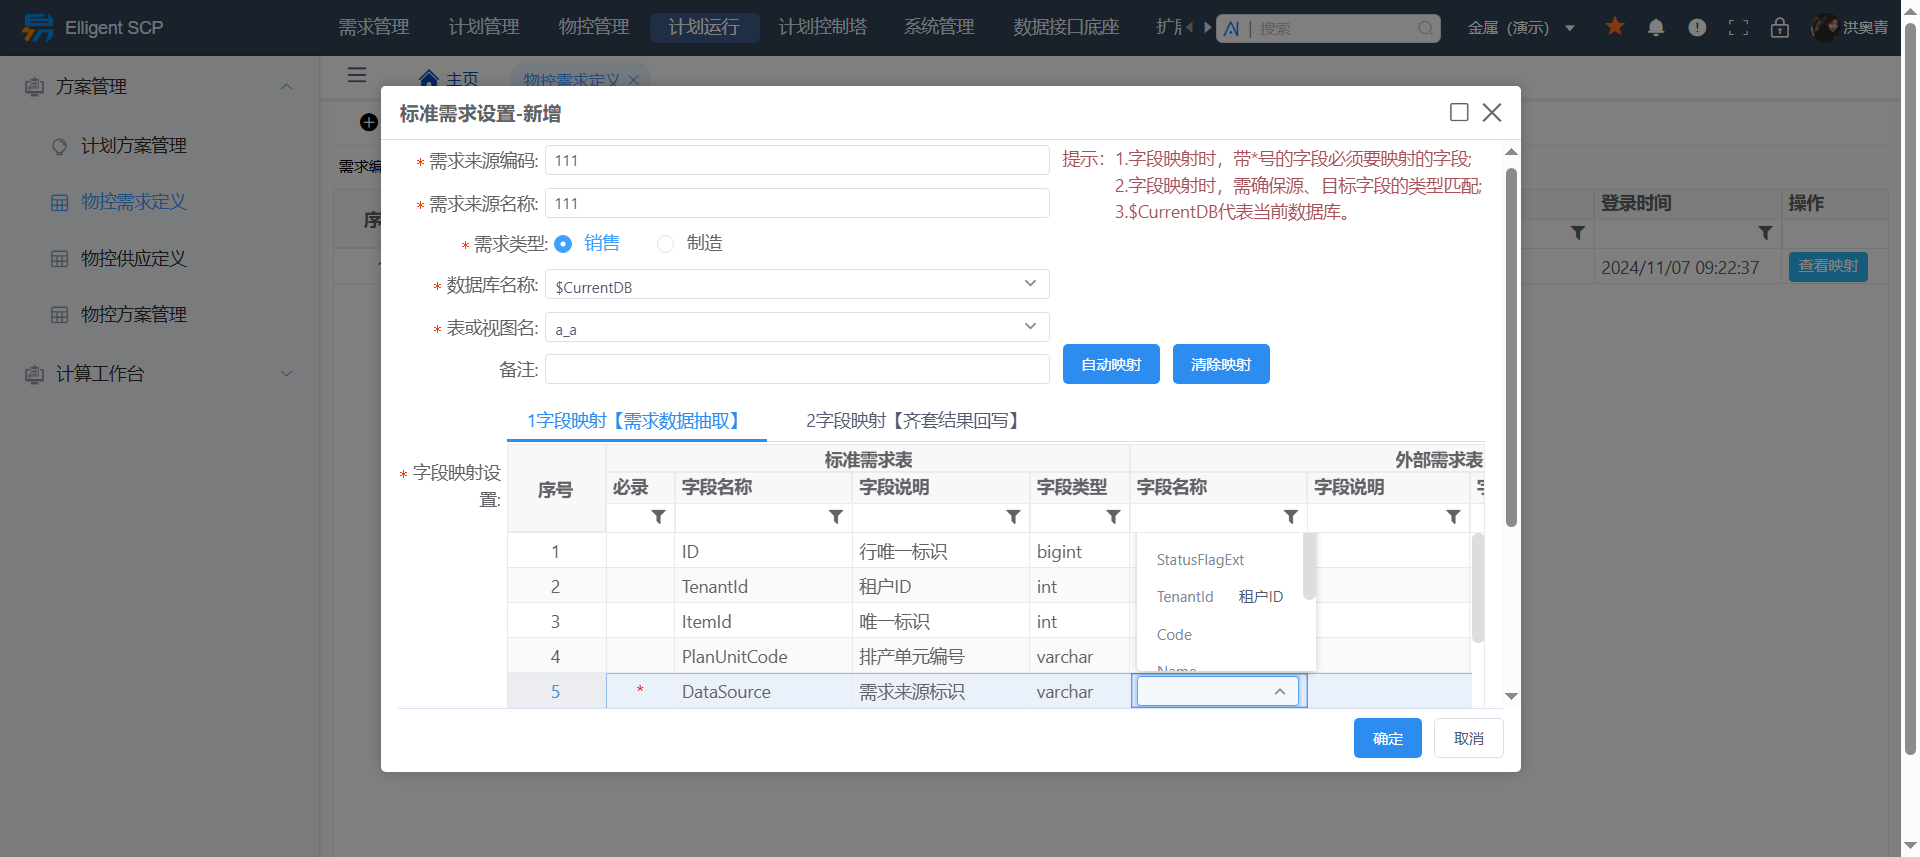 Elligent SCP
需求管理
计划管理
物控管理
计划运行
计划控制塔
系统管理
数据接口底座
AI | 搜索
金属 (演示)
洪奥青
方案管理
计划方案管理
物控需求定义
物控供应定义
物控方案管理
计算工作台
主页
物控需求定义
需求编
序
登录时间
操作
2024/11/07 09:22:37
查看映射
标准需求设置-新增
* 需求来源编码: 111
* 需求来源名称: 111
* 需求类型: 销售 制造
* 数据库名称: $CurrentDB
* 表或视图名: a_a
备注:
提示: 1.字段映射时，带*号的字段必须要映射的字段;
2.字段映射时，需确保源、目标字段的类型匹配;
3.$CurrentDB代表当前数据库。
自动映射
清除映射
1字段映射【需求数据抽取】
2字段映射【齐套结果回写】
* 字段映射设
置:
序号
标准需求表
外部需求表
必录
字段名称
字段说明
字段类型
字段名称
字段说明
1 ID 行唯一标识 bigint
2 TenantId 租户ID int
3 ItemId 唯一标识 int
4 PlanUnitCode 排产单元编号 varchar
5 * DataSource 需求来源标识 varchar
StatusFlagExt
TenantId 租户ID
Code
Name
确定
取消